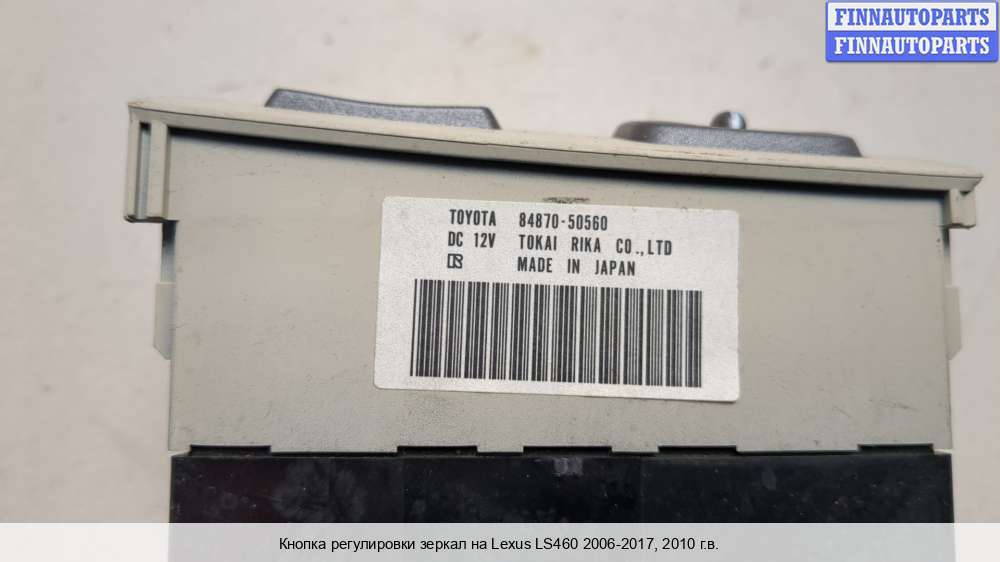 FINNAUTOPARTS
FINNAUTOPARTS
TOYOTA 84870-50560
DC 12V TOKAI RIKA CO.,LTD
MADE IN JAPAN
Кнопка регулировки зеркал на Lexus LS460 2006-2017, 2010 г.в.